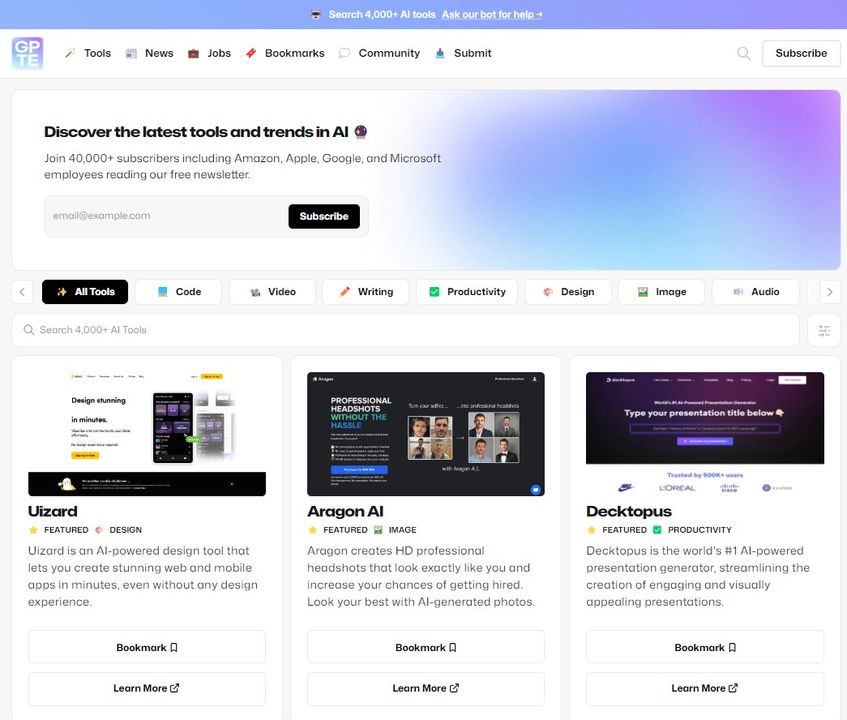 Search 4,000+ AI tools Ask our bot for help →
GP
TE
Tools News Jobs Bookmarks Community Submit Subscribe
Discover the latest tools and trends in AI
Join 40,000+ subscribers including Amazon, Apple, Google, and Microsoft
employees reading our free newsletter.
email@example.com Subscribe
All Tools Code Video Writing Productivity Design Image Audio
Search 4,000+ AI Tools
Design stunning
in minutes.
Aragon
PROFESSIONAL
HEADSHOTS
WITHOUT THE
HASSLE
Turn your selfies... ...into professional headshots
with Aragon A.I.
Decktopus
World's #1 AI-Powered Presentation Generator
Type your presentation title below
Trusted by 500K+ users
L'ORÉAL
CISCO
Uizard
FEATURED DESIGN
Uizard is an AI-powered design tool that
lets you create stunning web and mobile
apps in minutes, even without any design
experience.
Bookmark
Learn More
Aragon AI
FEATURED IMAGE
Aragon creates HD professional
headshots that look exactly like you and
increase your chances of getting hired.
Look your best with AI-generated photos.
Bookmark
Learn More
Decktopus
FEATURED PRODUCTIVITY
Decktopus is the world's #1 AI-powered
presentation generator, streamlining the
creation of engaging and visually
appealing presentations.
Bookmark
Learn More